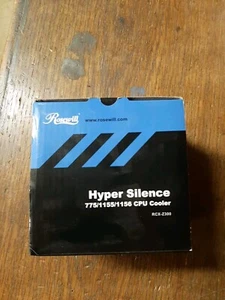 Rosewill
www.rosewill.com
Hyper Silence
775/1155/1156 CPU Cooler
RCX-Z300